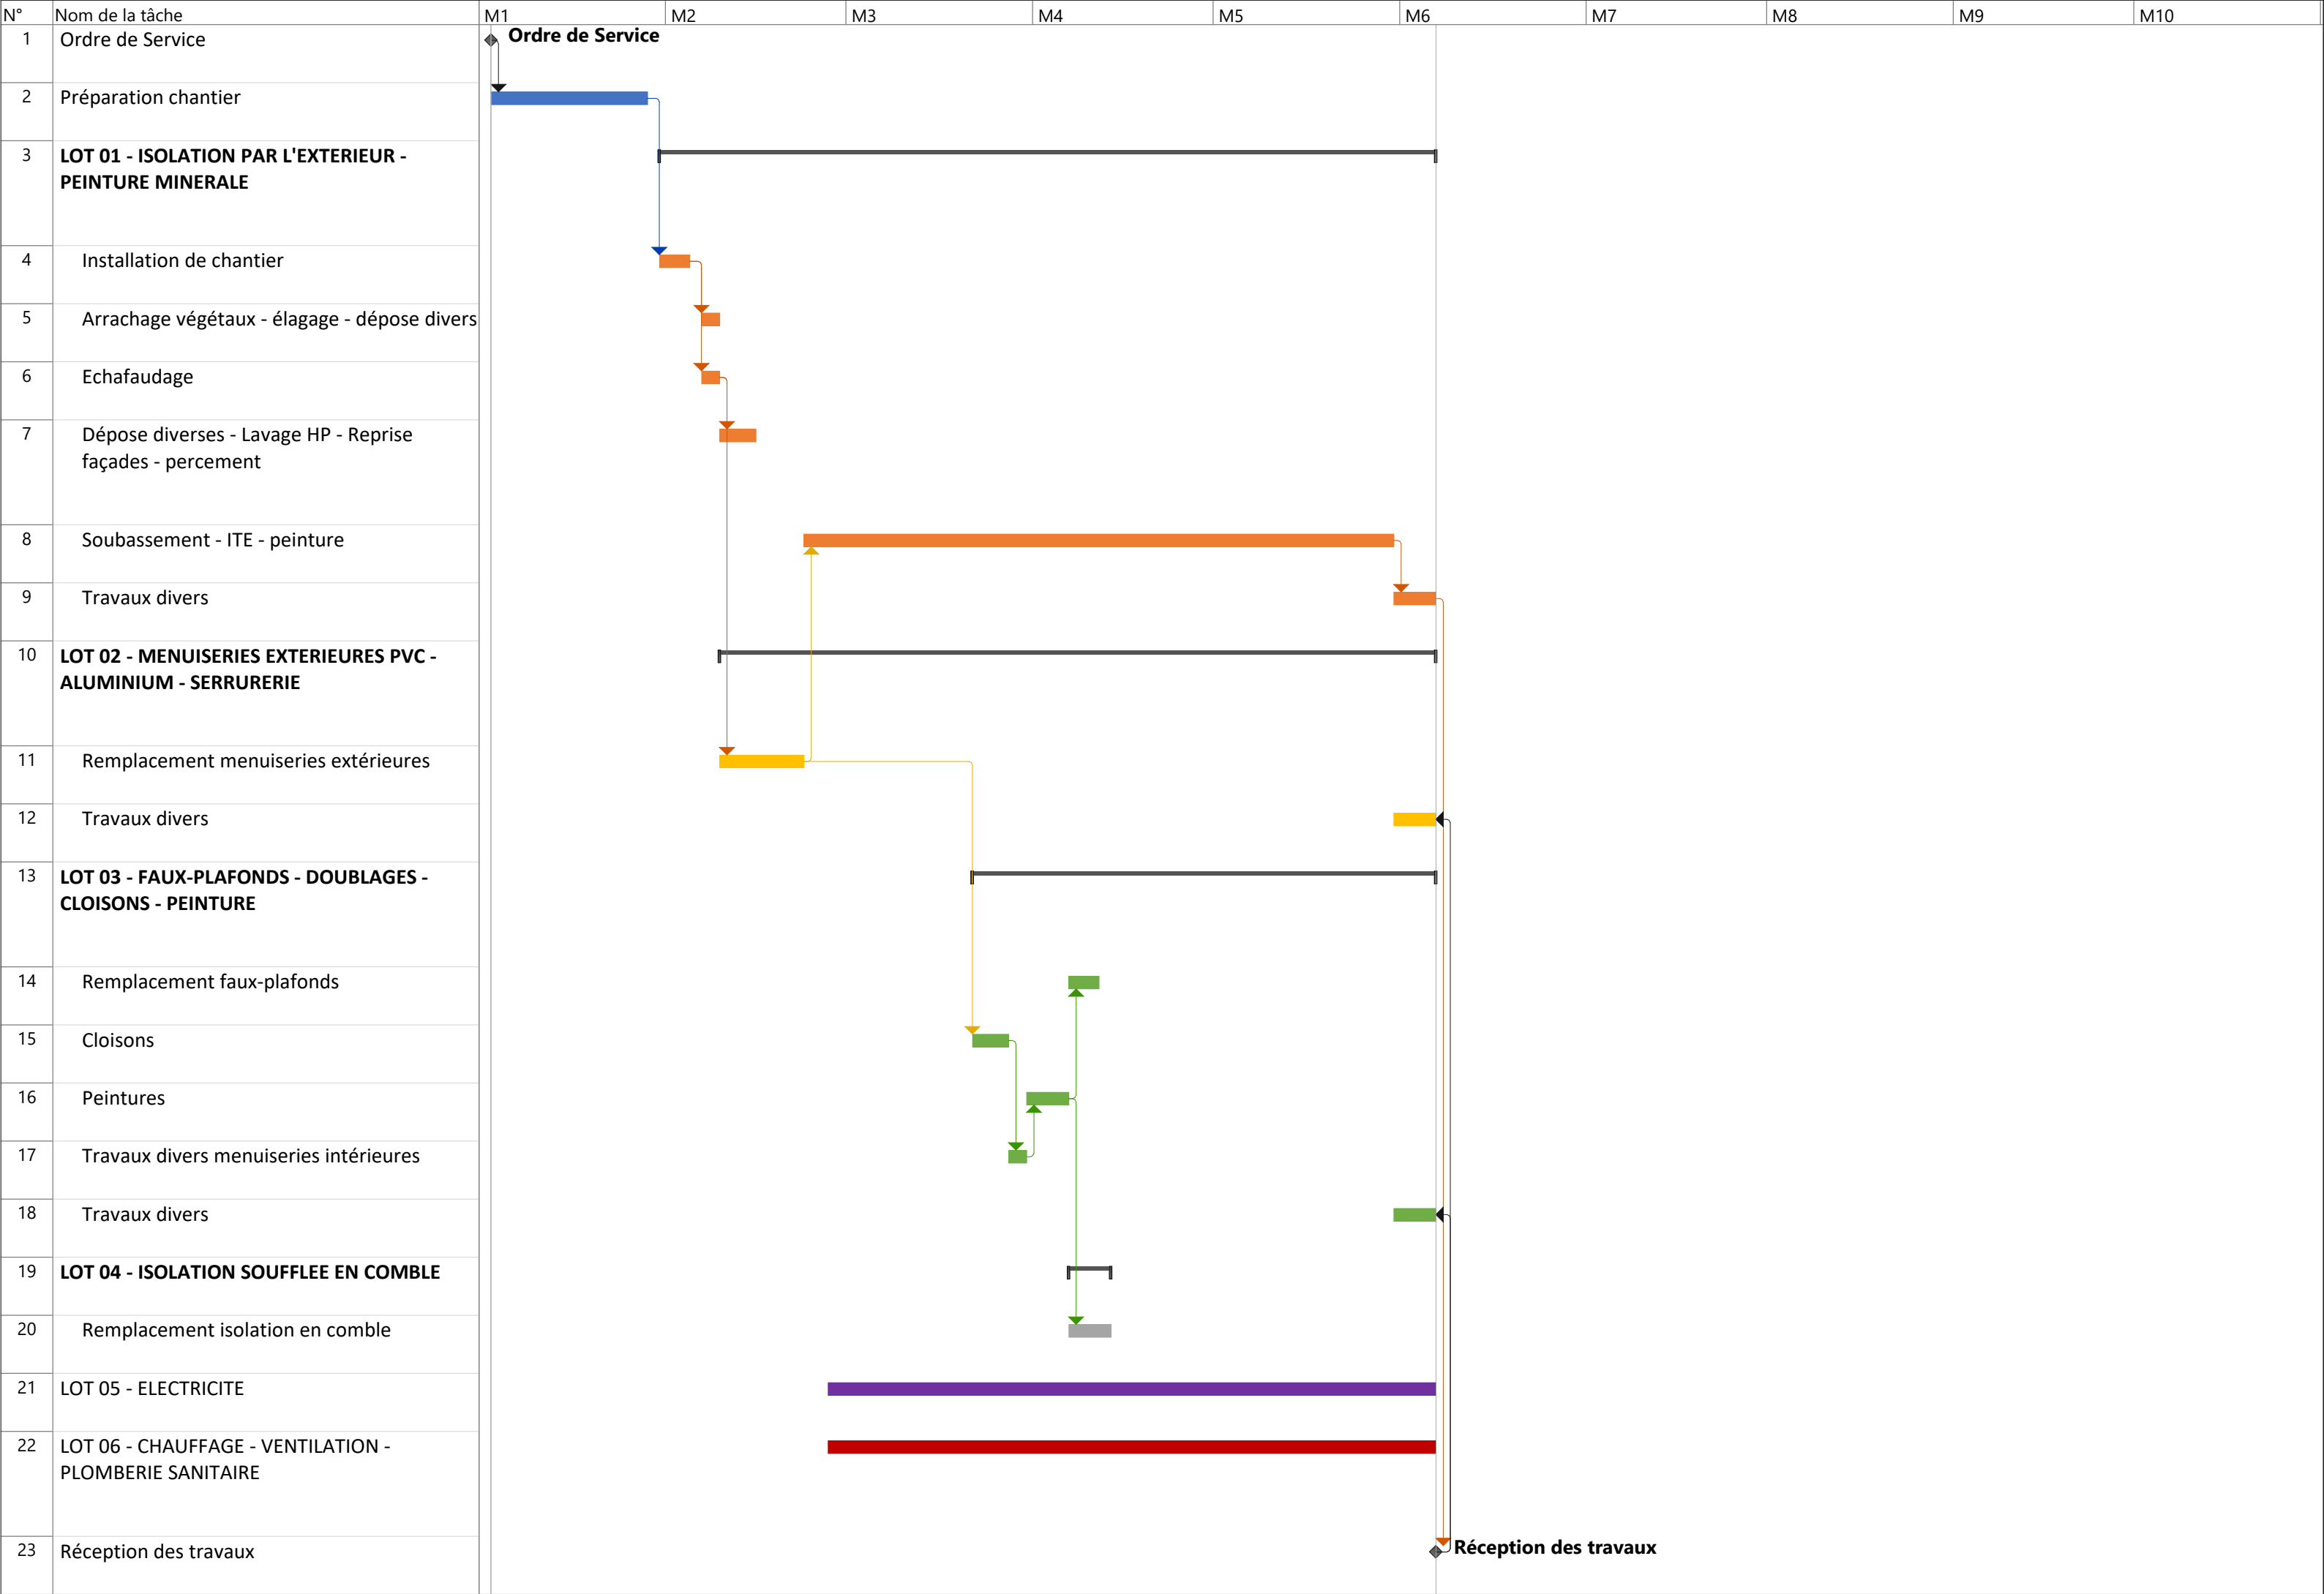 N° Nom de la tâche M1 M2 M3 M4 M5 M6 M7 M8 M9 M10
1 Ordre de Service Ordre de Service
2 Préparation chantier
3 LOT 01 - ISOLATION PAR L'EXTERIEUR -
PEINTURE MINERALE
4 Installation de chantier
5 Arrachage végétaux - élagage - dépose divers
6 Echafaudage
7 Dépose diverses - Lavage HP - Reprise
façades - percement
8 Soubassement - ITE - peinture
9 Travaux divers
10 LOT 02 - MENUISERIES EXTERIEURES PVC -
ALUMINIUM - SERRURERIE
11 Remplacement menuiseries extérieures
12 Travaux divers
13 LOT 03 - FAUX-PLAFONDS - DOUBLAGES -
CLOISONS - PEINTURE
14 Remplacement faux-plafonds
15 Cloisons
16 Peintures
17 Travaux divers menuiseries intérieures
18 Travaux divers
19 LOT 04 - ISOLATION SOUFFLEE EN COMBLE
20 Remplacement isolation en comble
21 LOT 05 - ELECTRICITE
22 LOT 06 - CHAUFFAGE - VENTILATION -
PLOMBERIE SANITAIRE
23 Réception des travaux Réception des travaux